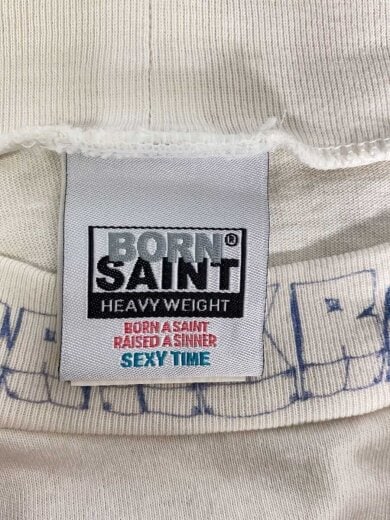 BORN®
SAINT
HEAVY WEIGHT
BORN A SAINT
RAISED A SINNER
SEXY TIME